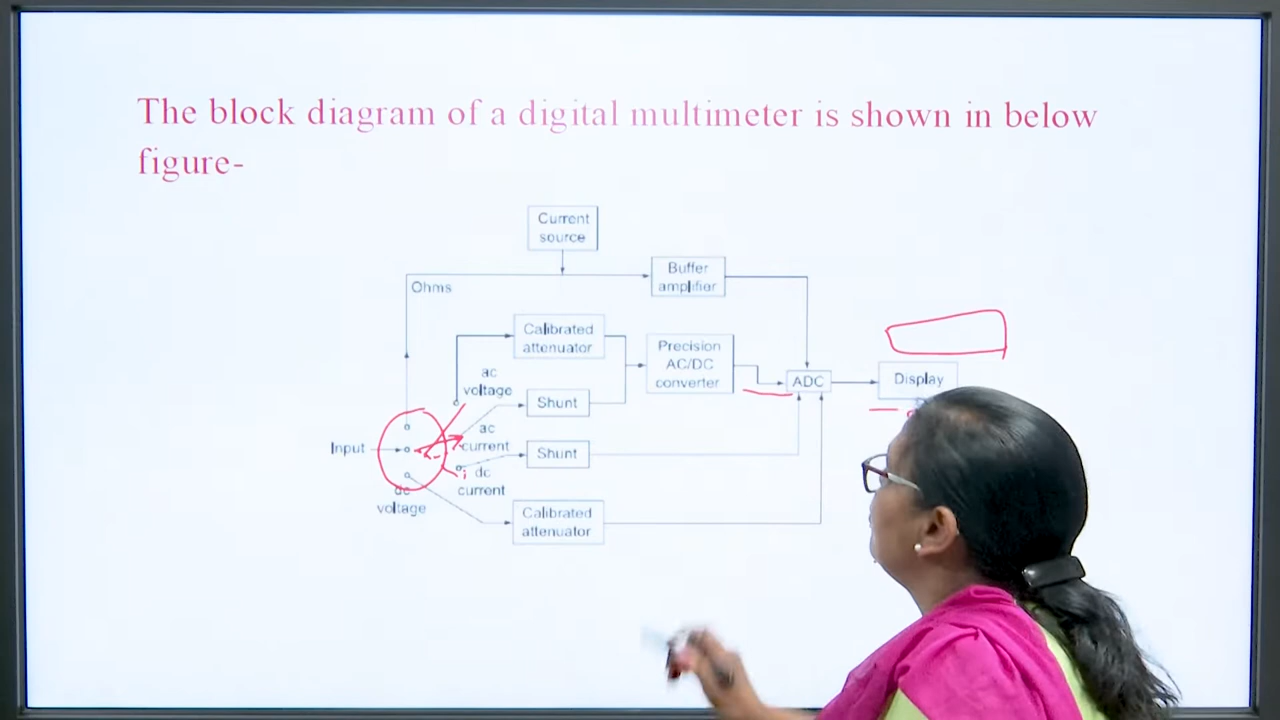 The block diagram of a digital multimeter is shown in below
figure-
Current
source
Ohms
Buffer
amplifier
Calibrated
attenuator
Precision
AC/DC
converter
ac
voltage
Shunt
ADC
Display
ac
current
Input
Shunt
dc
current
dc
voltage
Calibrated
attenuator